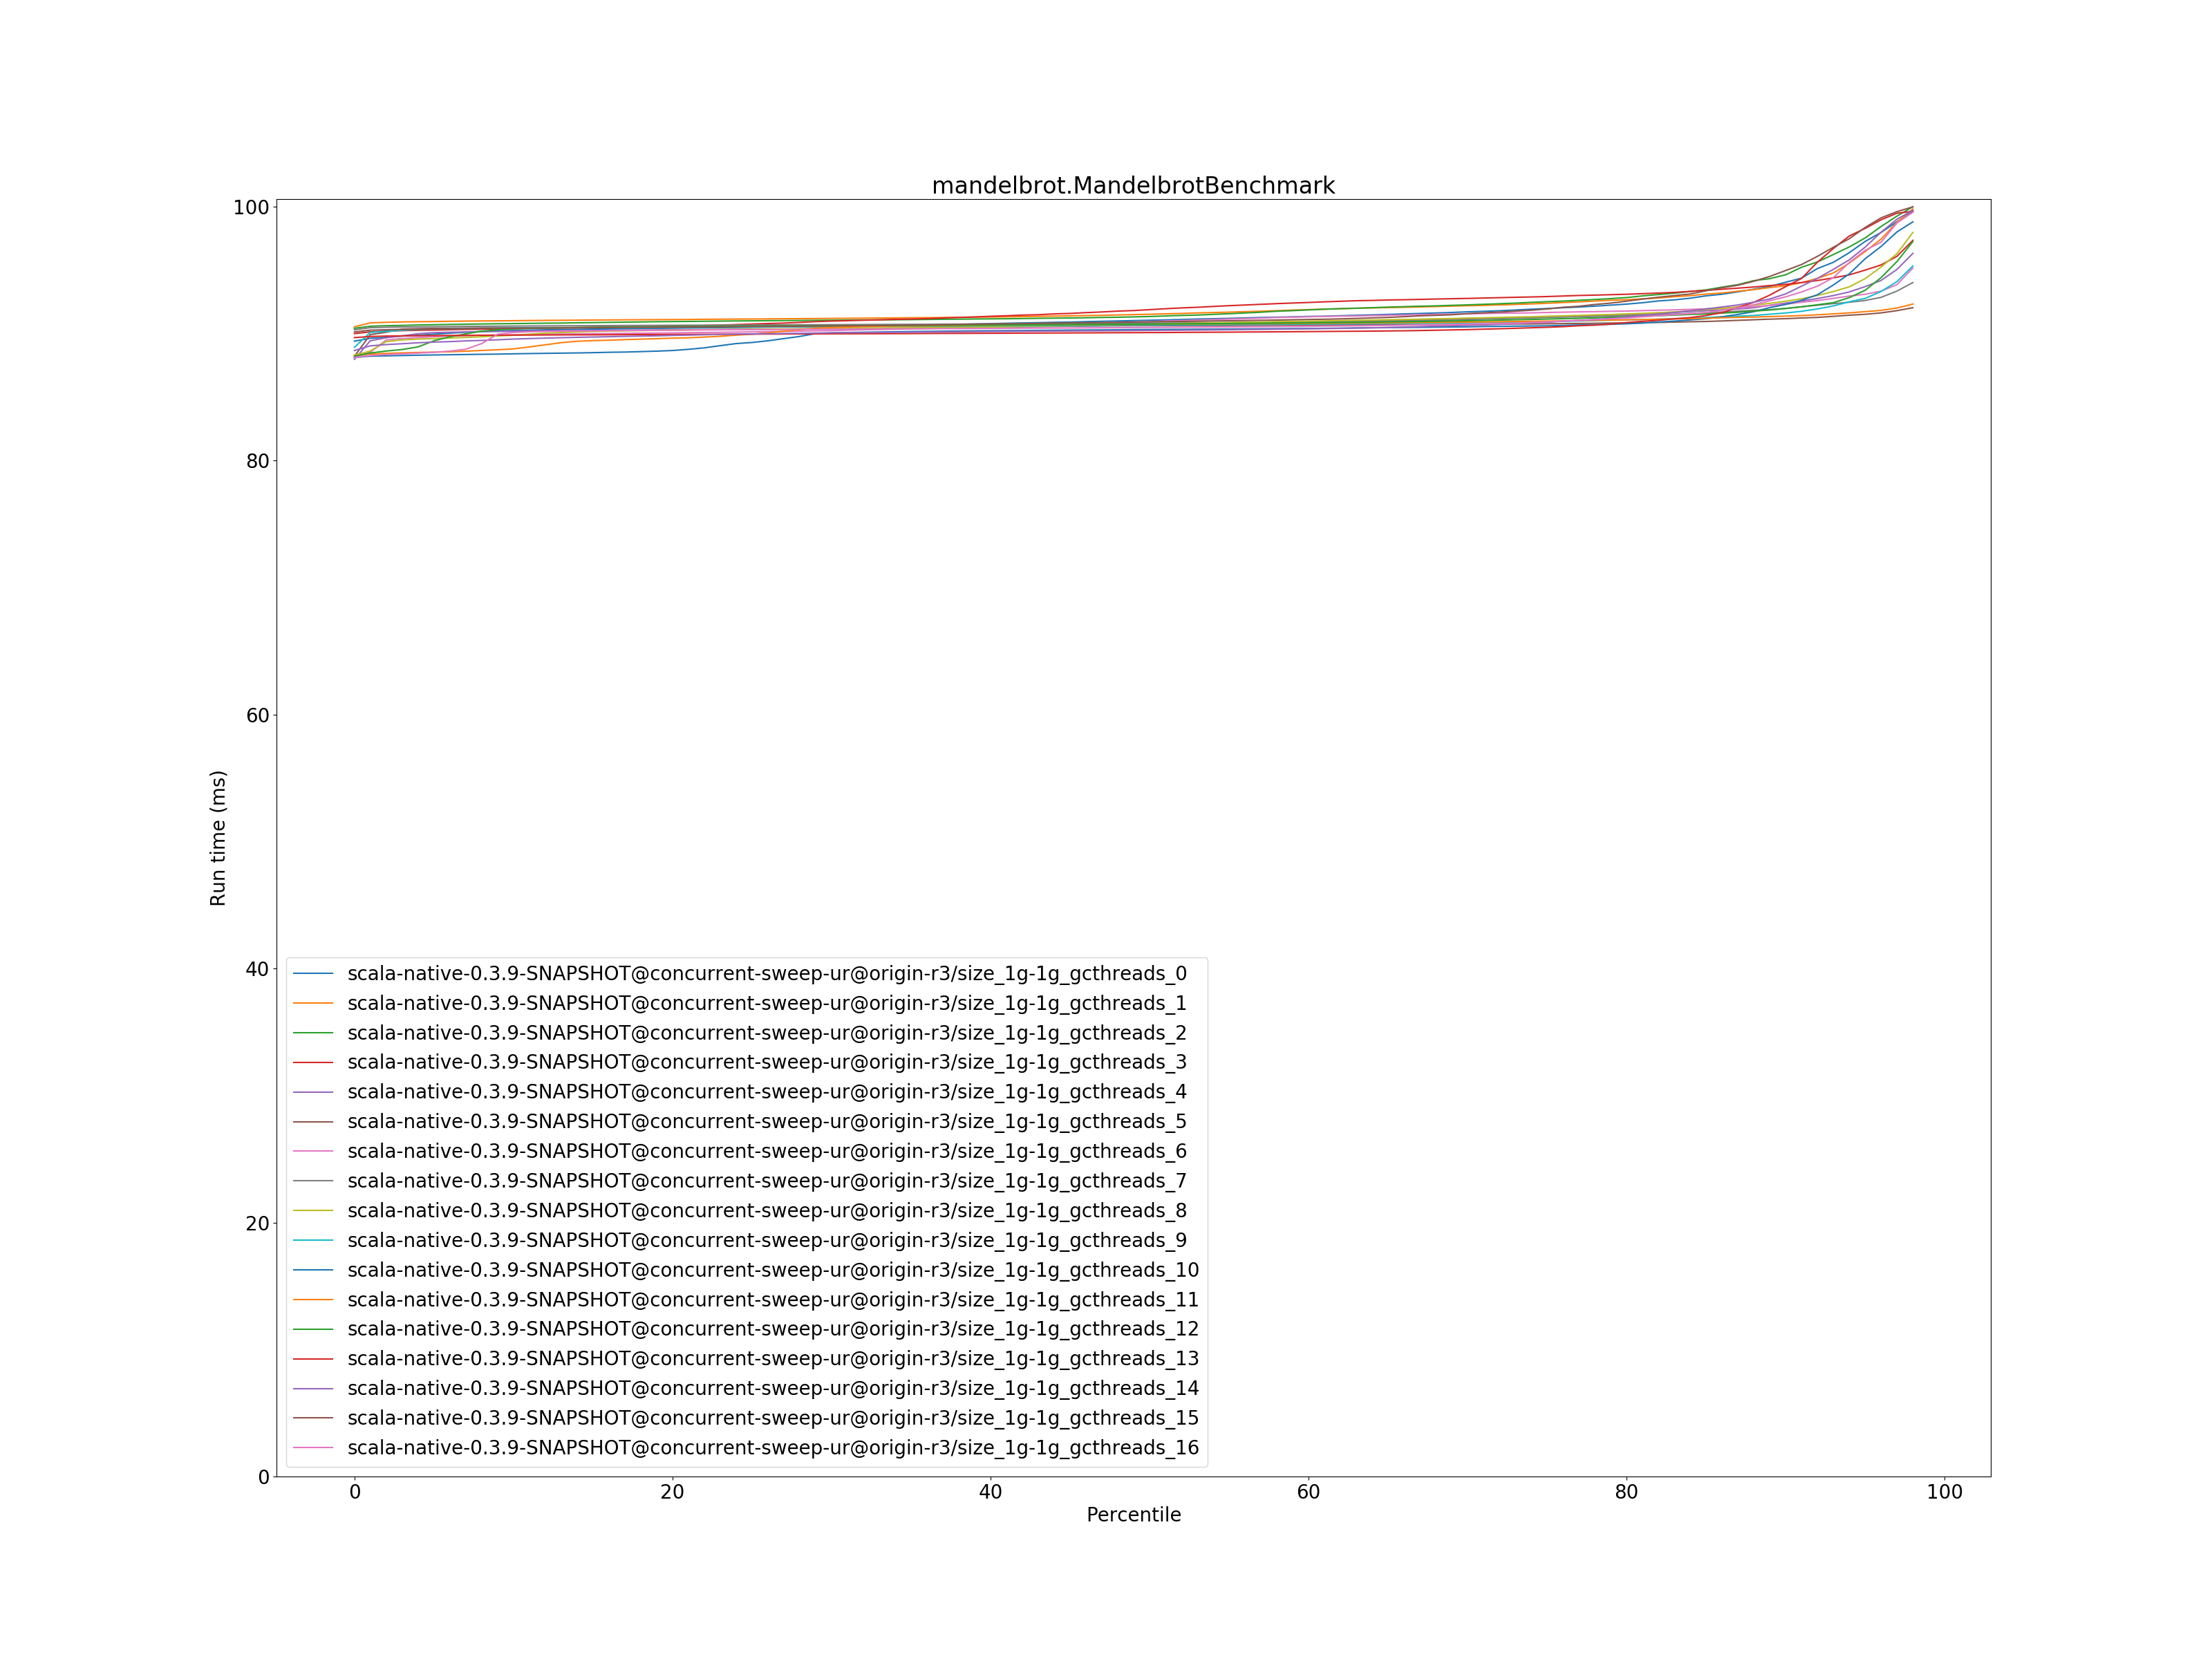 mandelbrot.MandelbrotBenchmark
100
80
60
40
20
0
Run time (ms)
scala-native-0.3.9-SNAPSHOT@concurrent-sweep-ur@origin-r3/size_1g-1g_gcthreads_0
scala-native-0.3.9-SNAPSHOT@concurrent-sweep-ur@origin-r3/size_1g-1g_gcthreads_1
scala-native-0.3.9-SNAPSHOT@concurrent-sweep-ur@origin-r3/size_1g-1g_gcthreads_2
scala-native-0.3.9-SNAPSHOT@concurrent-sweep-ur@origin-r3/size_1g-1g_gcthreads_3
scala-native-0.3.9-SNAPSHOT@concurrent-sweep-ur@origin-r3/size_1g-1g_gcthreads_4
scala-native-0.3.9-SNAPSHOT@concurrent-sweep-ur@origin-r3/size_1g-1g_gcthreads_5
scala-native-0.3.9-SNAPSHOT@concurrent-sweep-ur@origin-r3/size_1g-1g_gcthreads_6
scala-native-0.3.9-SNAPSHOT@concurrent-sweep-ur@origin-r3/size_1g-1g_gcthreads_7
scala-native-0.3.9-SNAPSHOT@concurrent-sweep-ur@origin-r3/size_1g-1g_gcthreads_8
scala-native-0.3.9-SNAPSHOT@concurrent-sweep-ur@origin-r3/size_1g-1g_gcthreads_9
scala-native-0.3.9-SNAPSHOT@concurrent-sweep-ur@origin-r3/size_1g-1g_gcthreads_10
scala-native-0.3.9-SNAPSHOT@concurrent-sweep-ur@origin-r3/size_1g-1g_gcthreads_11
scala-native-0.3.9-SNAPSHOT@concurrent-sweep-ur@origin-r3/size_1g-1g_gcthreads_12
scala-native-0.3.9-SNAPSHOT@concurrent-sweep-ur@origin-r3/size_1g-1g_gcthreads_13
scala-native-0.3.9-SNAPSHOT@concurrent-sweep-ur@origin-r3/size_1g-1g_gcthreads_14
scala-native-0.3.9-SNAPSHOT@concurrent-sweep-ur@origin-r3/size_1g-1g_gcthreads_15
scala-native-0.3.9-SNAPSHOT@concurrent-sweep-ur@origin-r3/size_1g-1g_gcthreads_16
0 20 40 60 80 100
Percentile